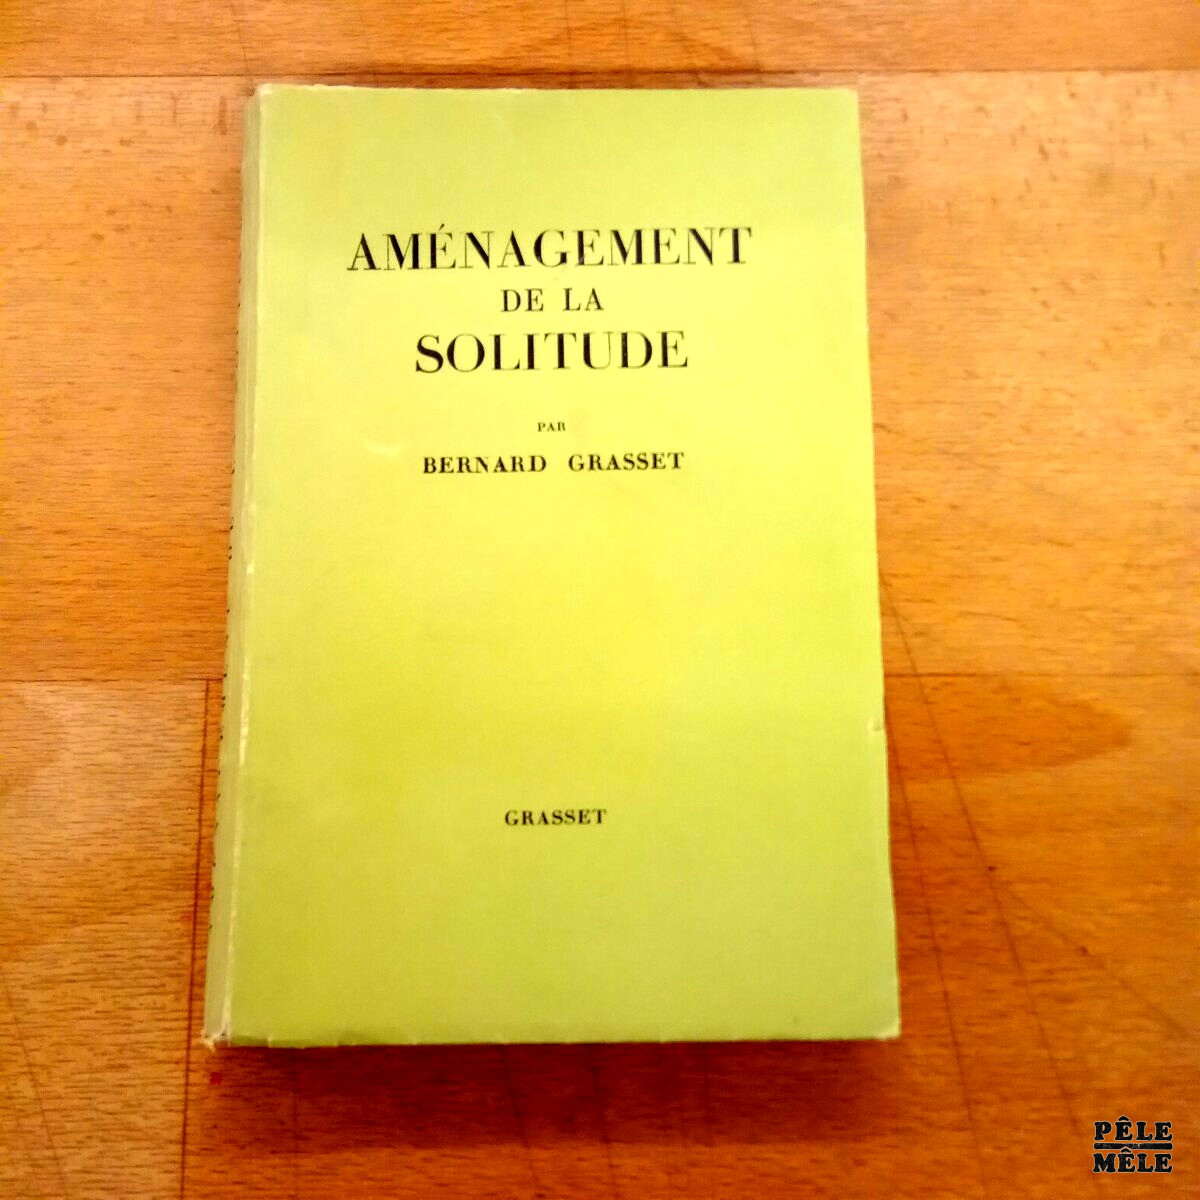 AMÉNAGEMENT
DE LA
SOLITUDE
PAR
BERNARD GRASSET
GRASSET
PÊLE
MÊLE